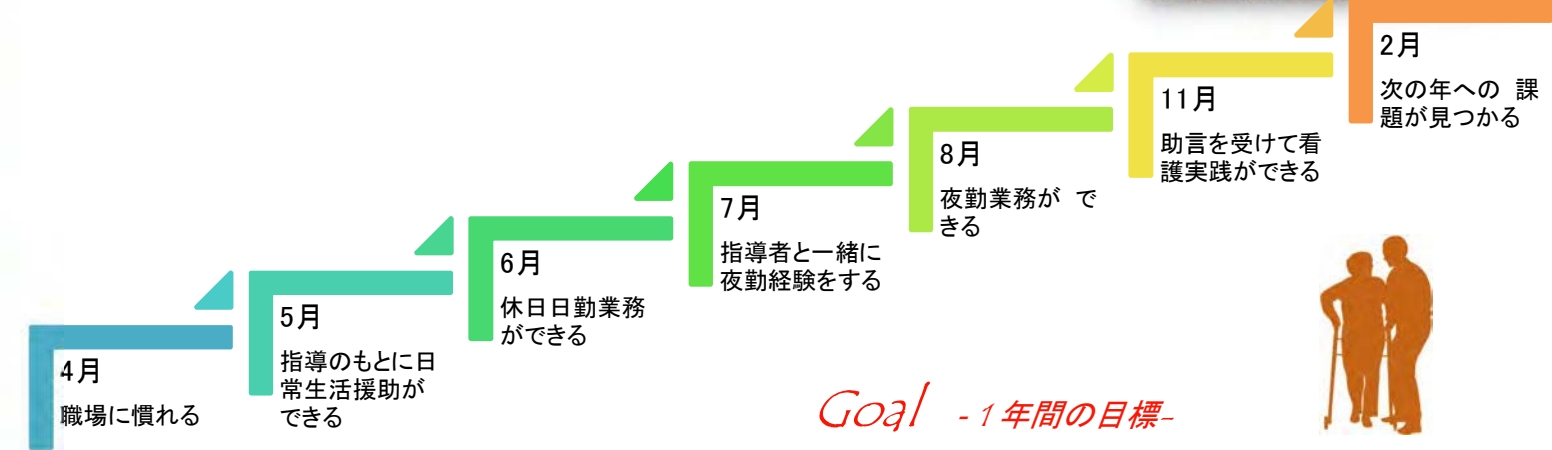 4月
職場に慣れる
5月
指導のもとに日
常生活援助が
できる
6月
休日日勤業務
ができる
7月
指導者と一緒に
夜勤経験をする
8月
夜勤業務が で
きる
11月
助言を受けて看
護実践ができる
2月
次の年への 課
題が見つかる
Goal -1年間の目標-